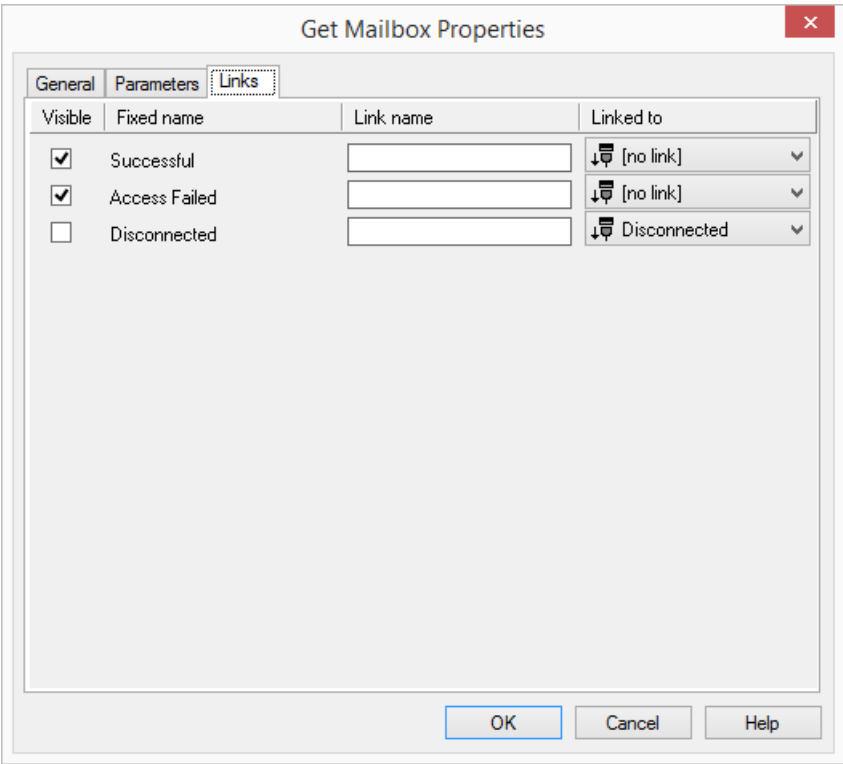 Get Mailbox Properties
General Parameters Links
Visible Fixed name Link name Linked to
Successful [no link]
Access Failed [no link]
Disconnected Disconnected
OK Cancel Help